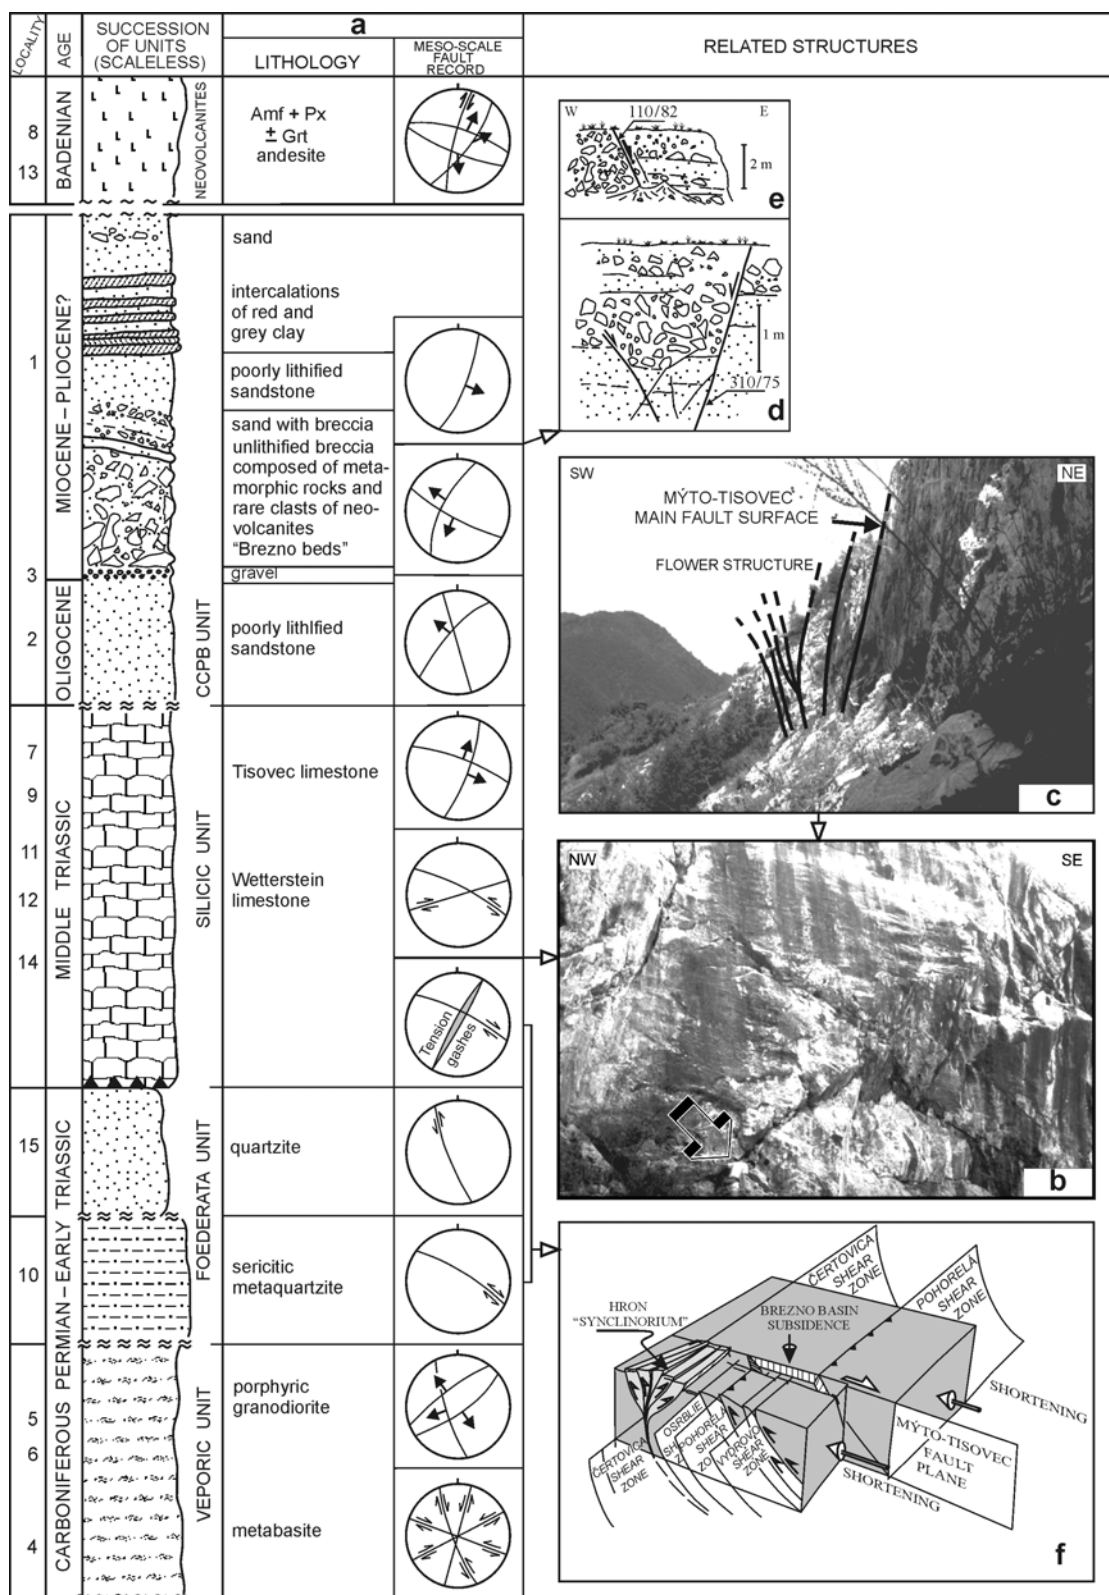 a
LOCALITY
AGE
SUCCESSION
OF UNITS
(SCALELESS)
LITHOLOGY
MESO-SCALE
FAULT
RECORD
RELATED STRUCTURES
8
13
BADENIAN
NEOVOLCANITES
Amf + Px
± Grt
andesite
1
3
MIOCENE – PLIOCENE?
sand
intercalations
of red and
grey clay
poorly lithified
sandstone
sand with breccia
unlithified breccia
composed of meta-
morphic rocks and
rare clasts of neo-
volcanites
"Brezno beds"
gravel
2
OLIGOCENE
CCPB UNIT
poorly lithlfied
sandstone
7
9
11
12
14
MIDDLE TRIASSIC
SILICIC UNIT
Tisovec limestone
Wetterstein
limestone
Tension
gashes
15
10
PERMIAN – EARLY TRIASSIC
FOEDERATA UNIT
quartzite
sericitic
metaquartzite
5
6
4
CARBONIFEROUS
VEPORIC UNIT
porphyric
granodiorite
metabasite
W
110/82
E
2 m
e
1 m
310/75
d
SW
NE
MÝTO-TISOVEC
MAIN FAULT SURFACE
FLOWER STRUCTURE
c
NW
SE
b
ČERTOVICA
SHEAR
ZONE
POHORELÁ
SHEAR
ZONE
HRON
"SYNCLINORIUM"
BREZNO BASIN
SUBSIDENCE
SHORTENING
MÝTO-TISOVEC
FAULT
PLANE
SHORTENING
ČERTOVICA
SHEAR
ZONE
OSRBLIE
POHORELÁ
SHEAR
VYDROVO
SHEAR
ZONE
f